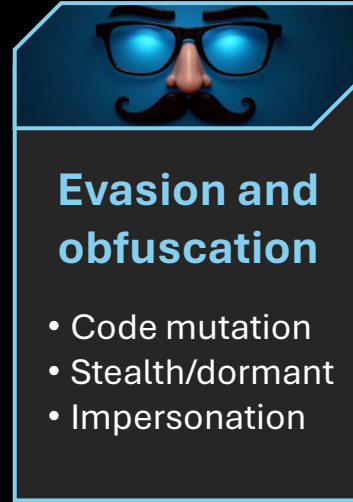 Evasion and
obfuscation
• Code mutation
• Stealth/dormant
• Impersonation